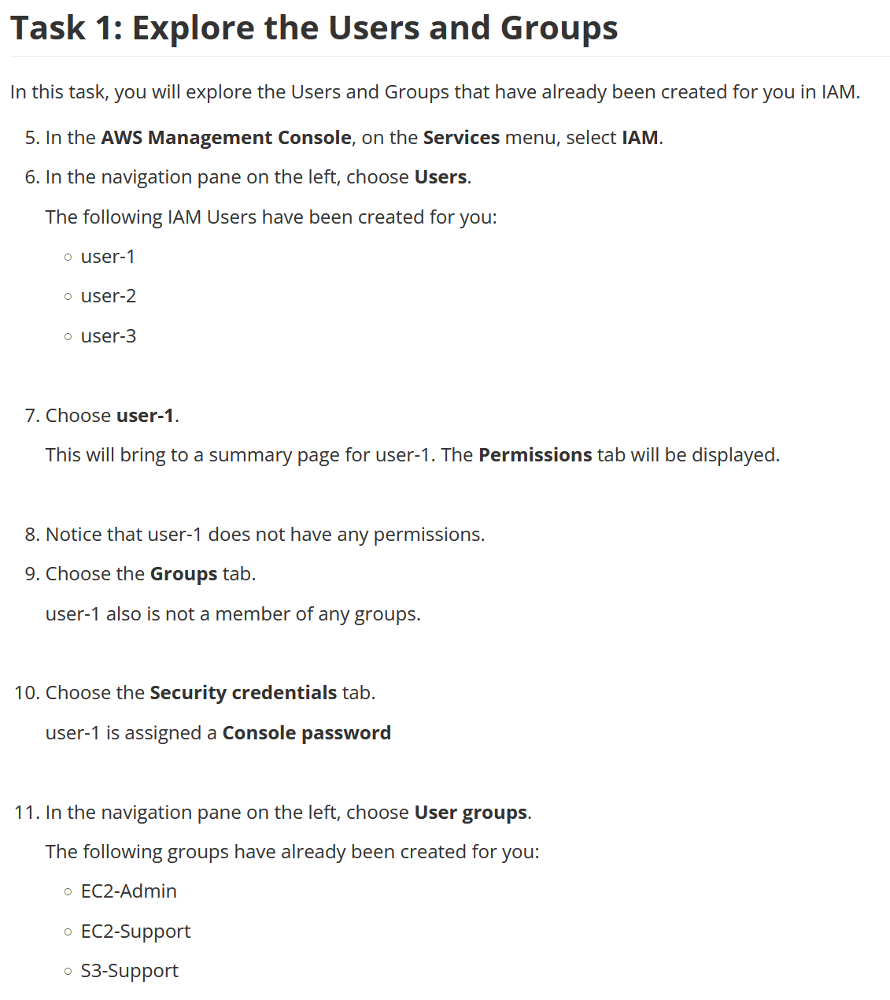 Task 1: Explore the Users and Groups
In this task, you will explore the Users and Groups that have already been created for you in IAM.
5. In the AWS Management Console, on the Services menu, select IAM.
6. In the navigation pane on the left, choose Users.
The following IAM Users have been created for you:
○ user-1
○ user-2
○ user-3
7. Choose user-1.
This will bring to a summary page for user-1. The Permissions tab will be displayed.
8. Notice that user-1 does not have any permissions.
9. Choose the Groups tab.
user-1 also is not a member of any groups.
10. Choose the Security credentials tab.
user-1 is assigned a Console password
11. In the navigation pane on the left, choose User groups.
The following groups have already been created for you:
○ EC2-Admin
○ EC2-Support
○ S3-Support